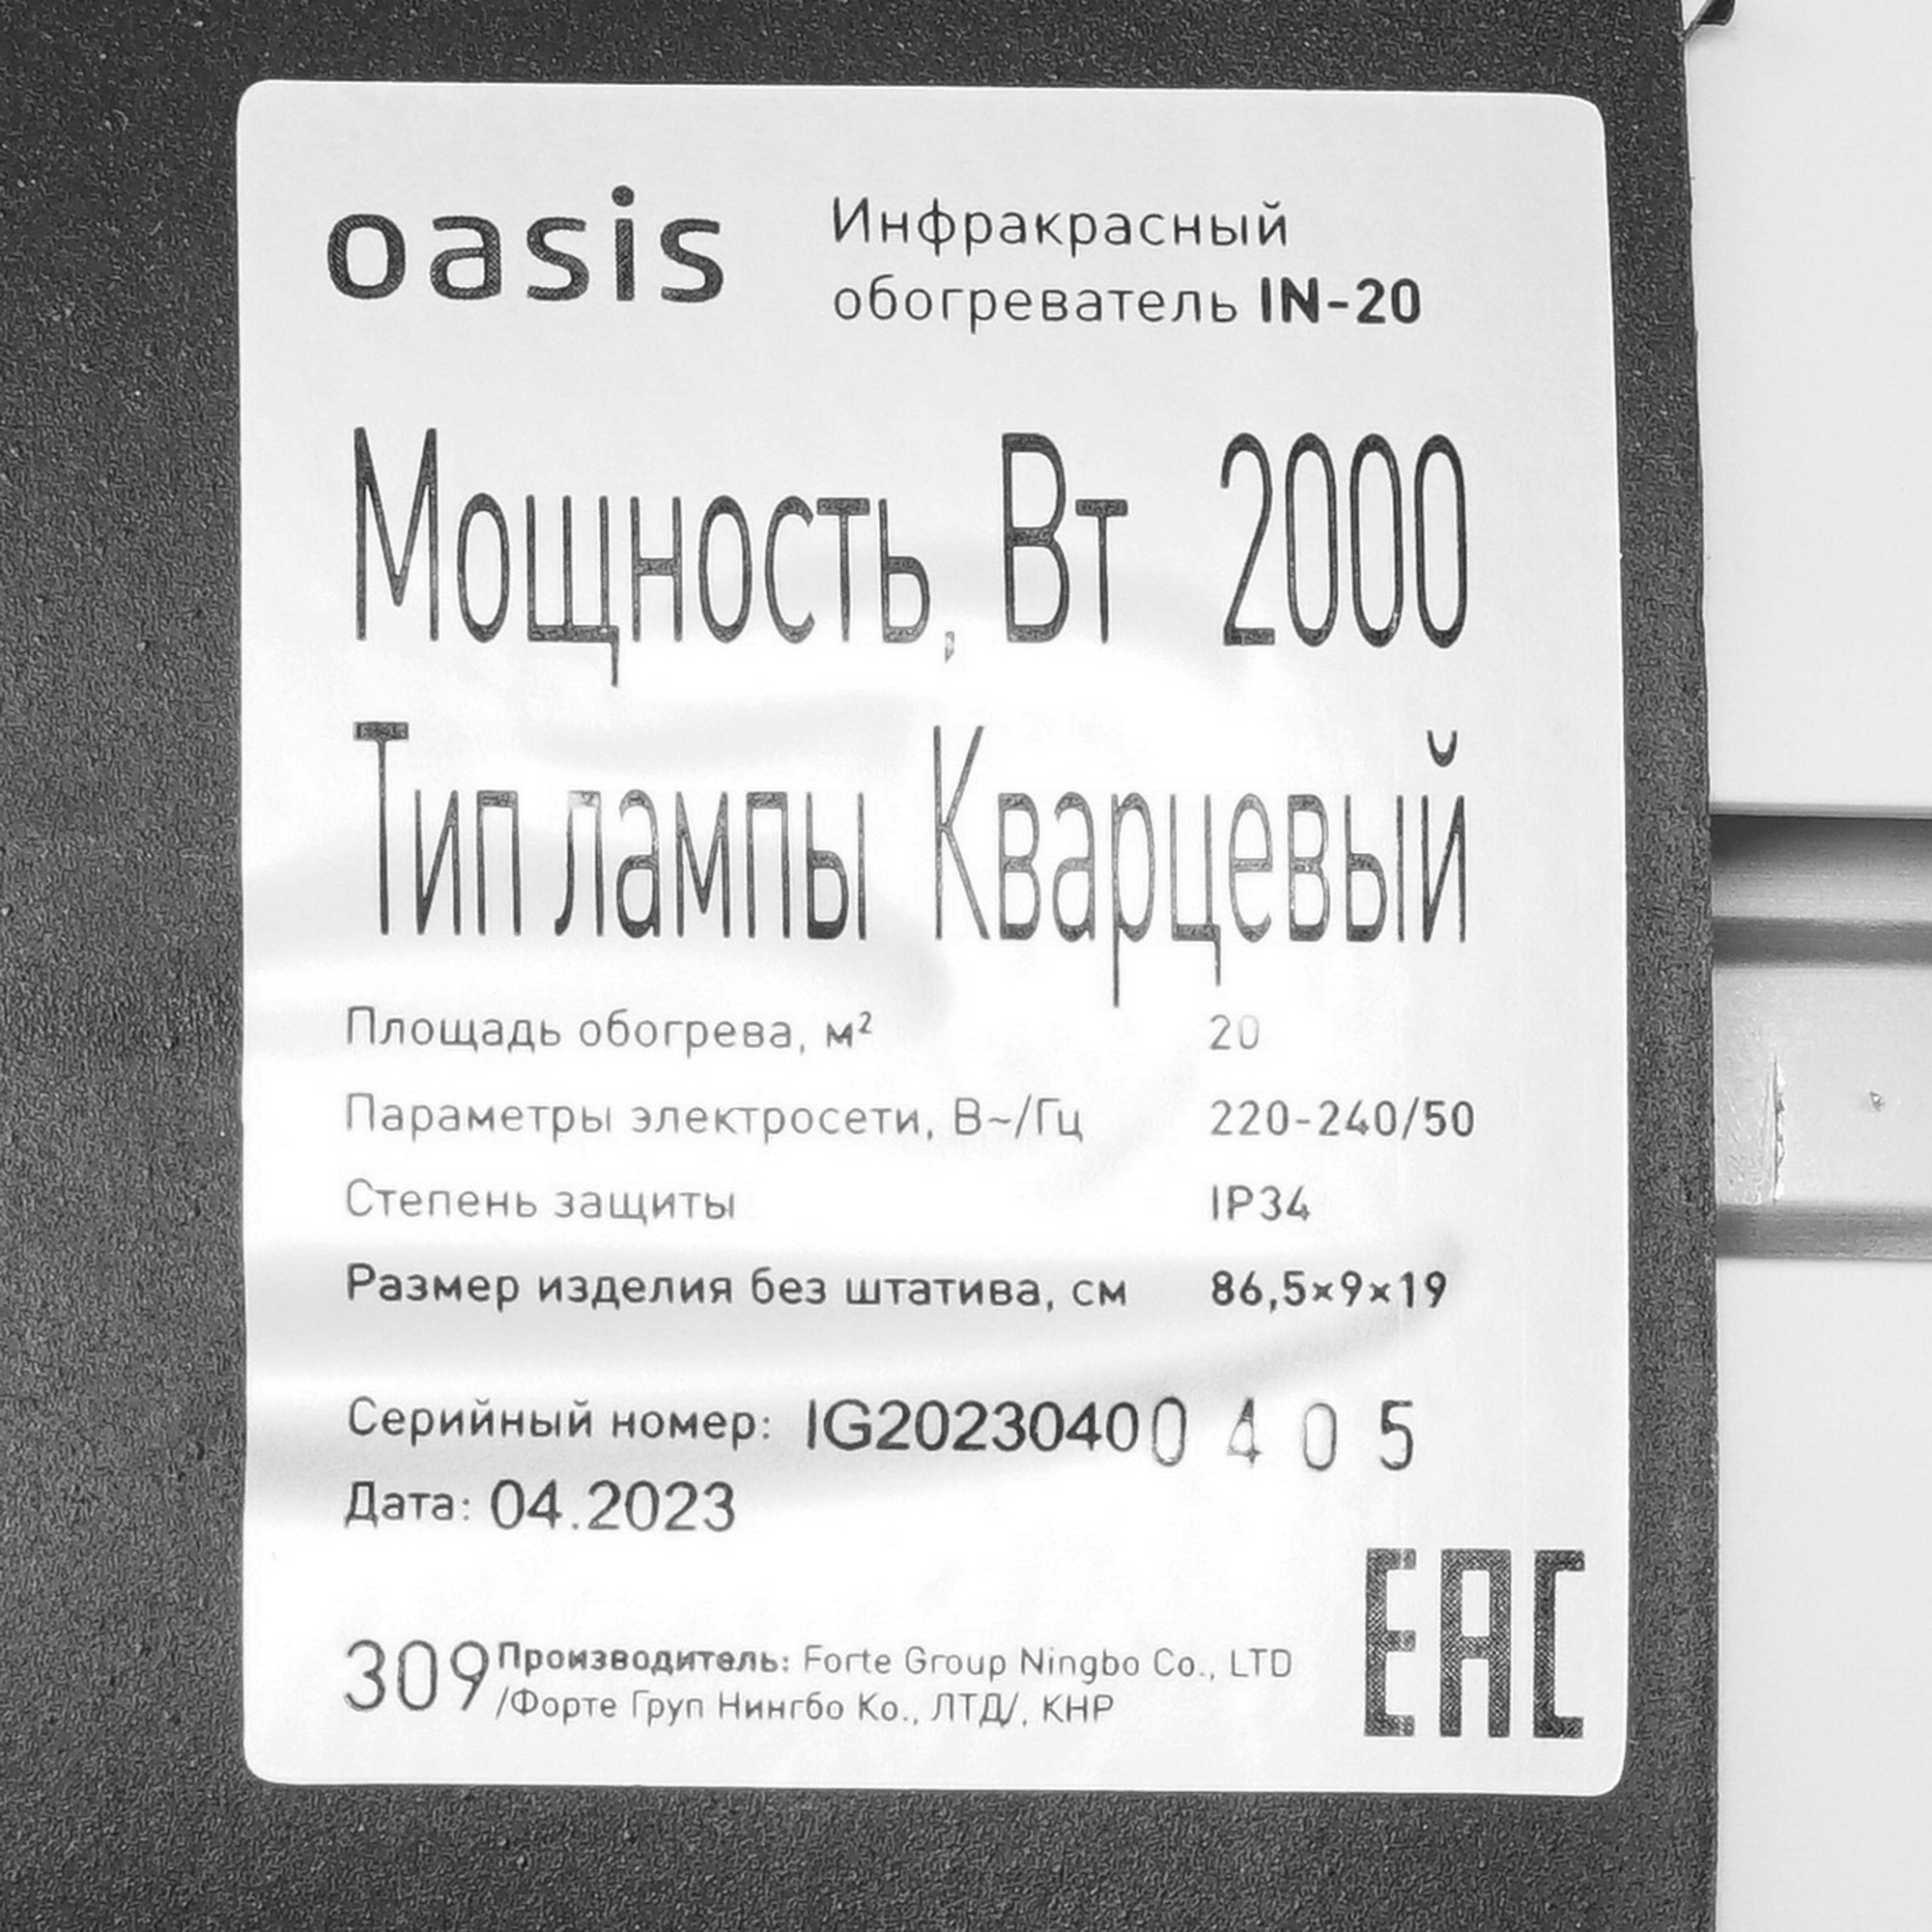 oasis
Инфракрасный
обогреватель IN-20
Мощность, Вт 2000
Тип лампы Кварцевый
Площадь обогрева, м² 20
Параметры электросети, В~/Гц 220-240/50
Степень защиты IP34
Размер изделия без штатива, см 86,5×9×19
Серийный номер: IG20230400 4 0 5
Дата: 04.2023
309 Производитель: Forte Group Ningbo Co., LTD
/Форте Груп Нингбо Ко., ЛТД/, КНР
EAC